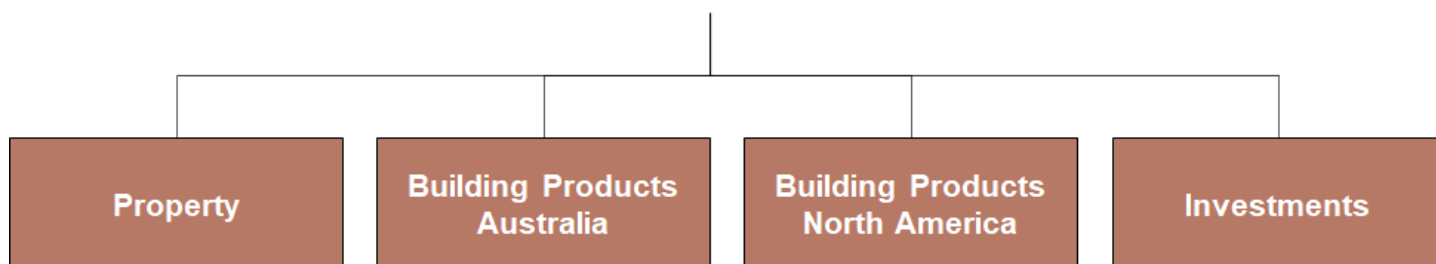 Property
Building Products
Australia
Building Products
North America
Investments